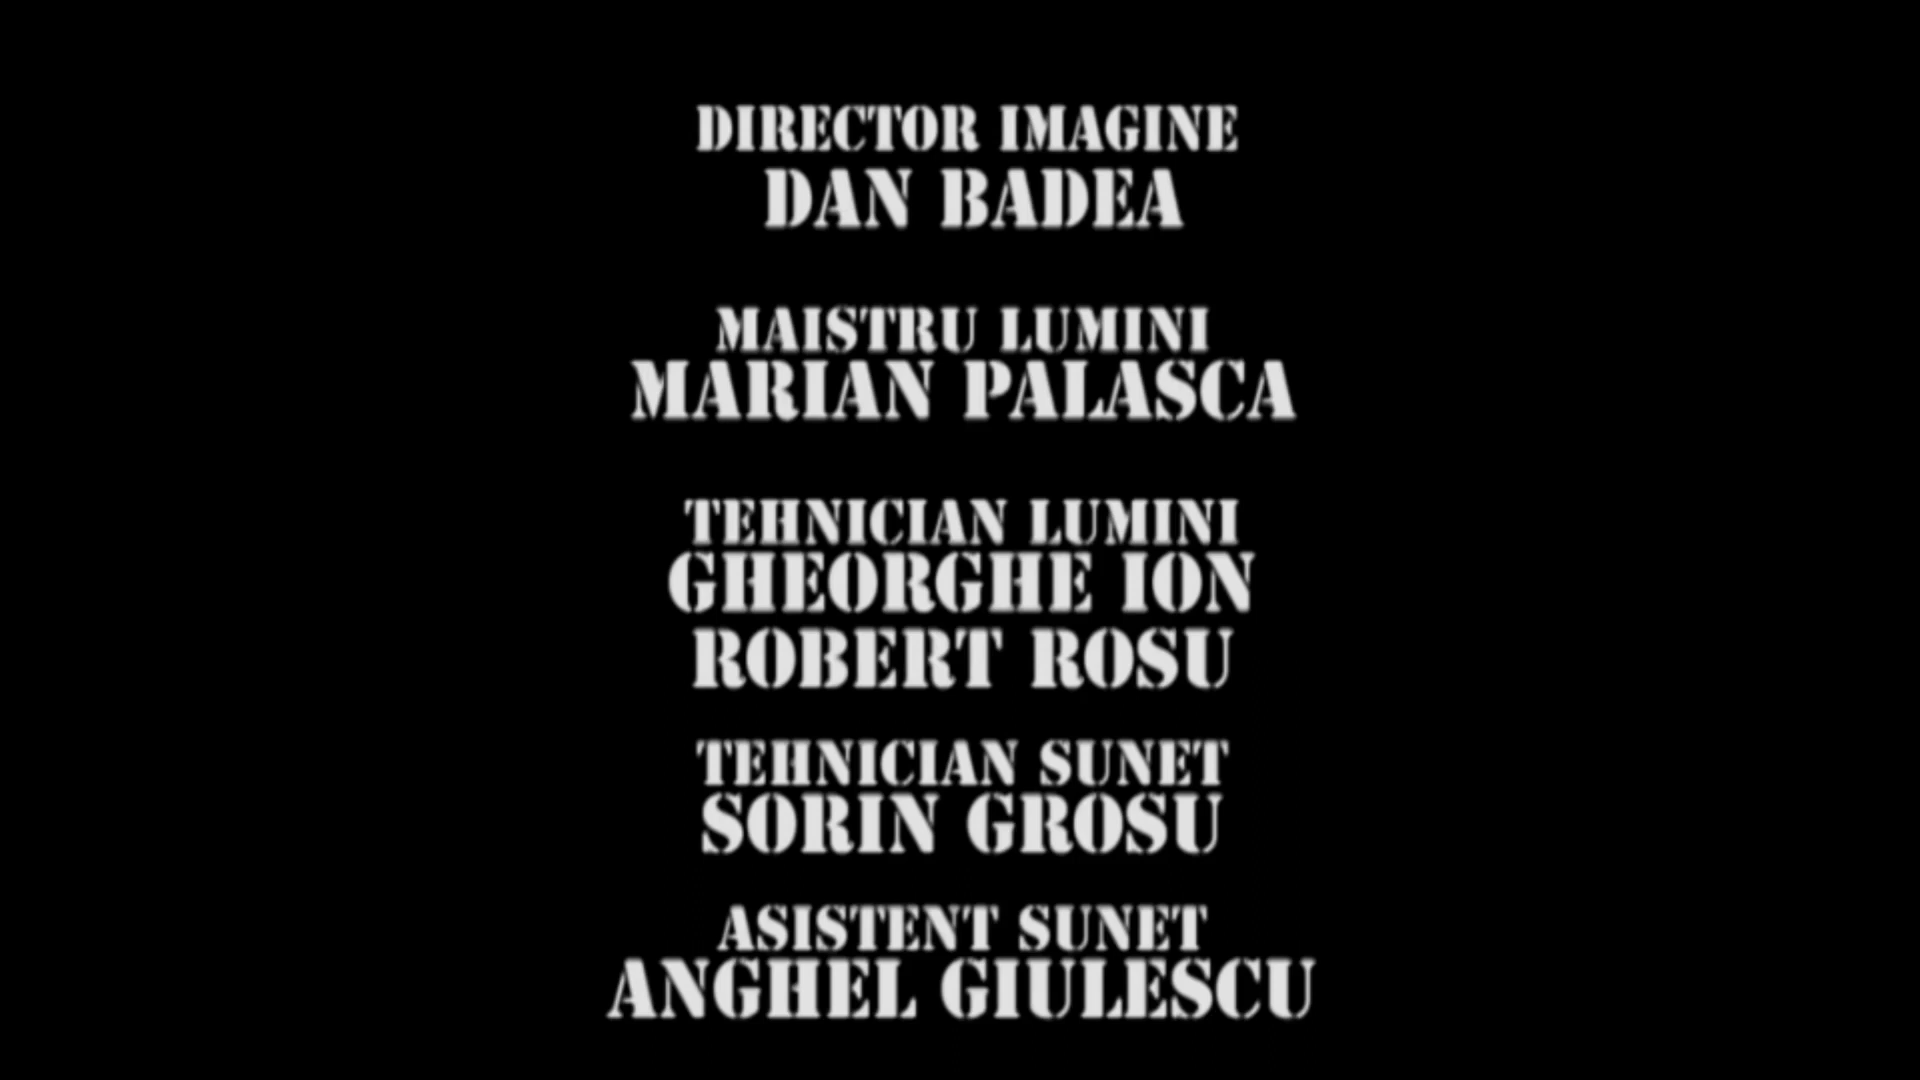 DIRECTOR IMAGINE
DAN BADEA
MAISTRU LUMINI
MARIAN PALASCA
TEHNICIAN LUMINI
GHEORGHE ION
ROBERT ROSU
TEHNICIAN SUNET
SORIN GROSU
ASISTENT SUNET
ANGHEL GIULESCU